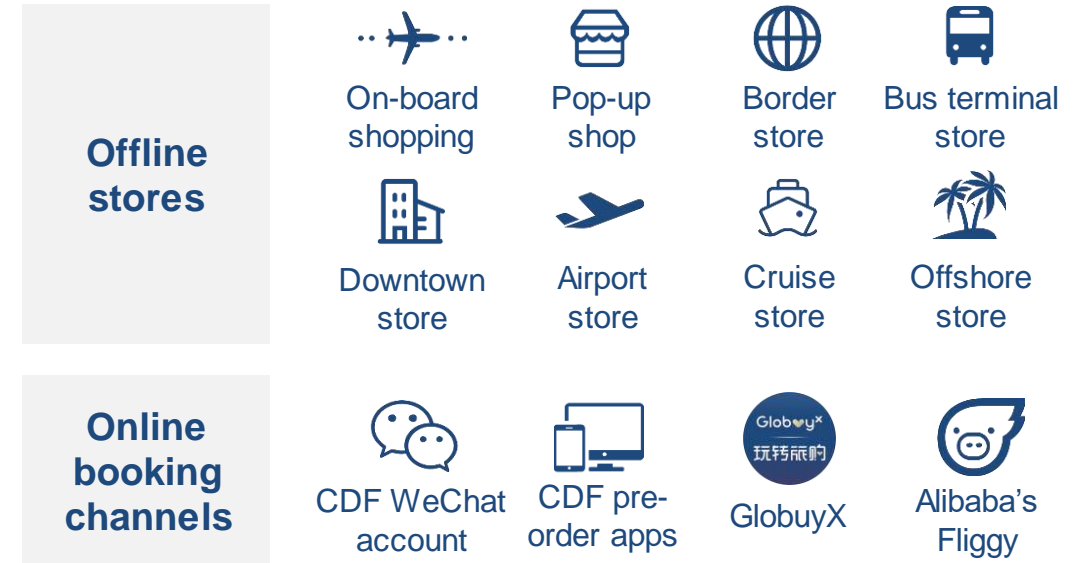 Offline
stores
On-board
shopping
Pop-up
shop
Border
store
Bus terminal
store
Downtown
store
Airport
store
Cruise
store
Offshore
store
Online
booking
channels
CDF WeChat
account
CDF pre-
order apps
Globuyˣ
玩转旅购
GlobuyX
Alibaba’s
Fliggy